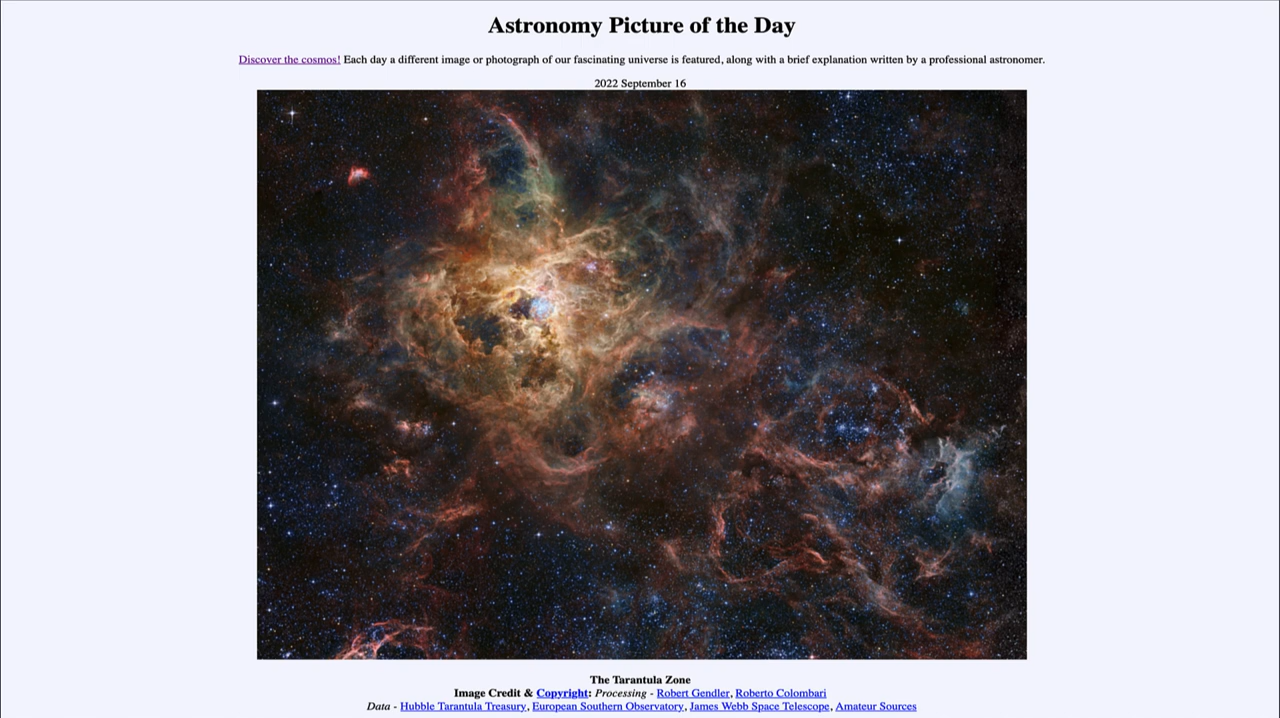 Astronomy Picture of the Day
Discover the cosmos! Each day a different image or photograph of our fascinating universe is featured, along with a brief explanation written by a professional astronomer.
2022 September 16
The Tarantula Zone
Image Credit & Copyright: Processing - Robert Gendler, Roberto Colombari
Data - Hubble Tarantula Treasury, European Southern Observatory, James Webb Space Telescope, Amateur Sources